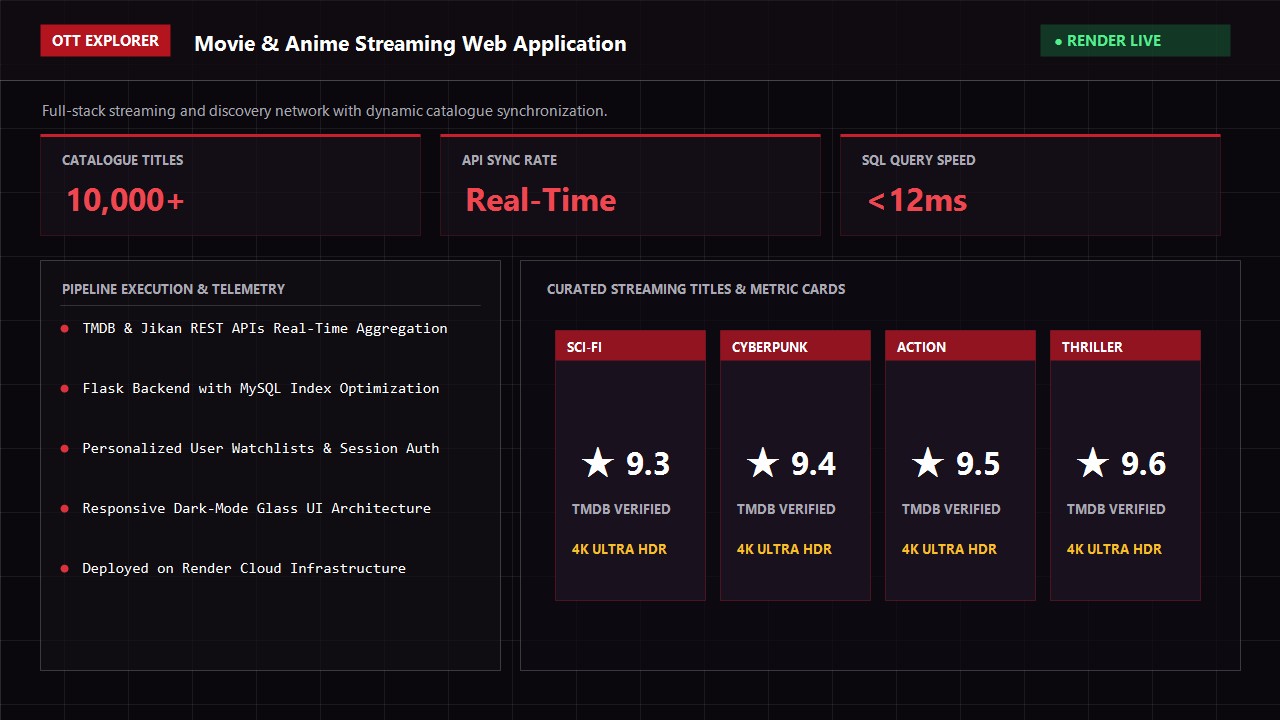 OTT EXPLORER
Movie & Anime Streaming Web Application
● RENDER LIVE
Full-stack streaming and discovery network with dynamic catalogue synchronization.
CATALOGUE TITLES
10,000+
API SYNC RATE
Real-Time
SQL QUERY SPEED
<12ms
PIPELINE EXECUTION & TELEMETRY
TMDB & Jikan REST APIs Real-Time Aggregation
Flask Backend with MySQL Index Optimization
Personalized User Watchlists & Session Auth
Responsive Dark-Mode Glass UI Architecture
Deployed on Render Cloud Infrastructure
CURATED STREAMING TITLES & METRIC CARDS
SCI-FI
★ 9.3
TMDB VERIFIED
4K ULTRA HDR
CYBERPUNK
★ 9.4
TMDB VERIFIED
4K ULTRA HDR
ACTION
★ 9.5
TMDB VERIFIED
4K ULTRA HDR
THRILLER
★ 9.6
TMDB VERIFIED
4K ULTRA HDR